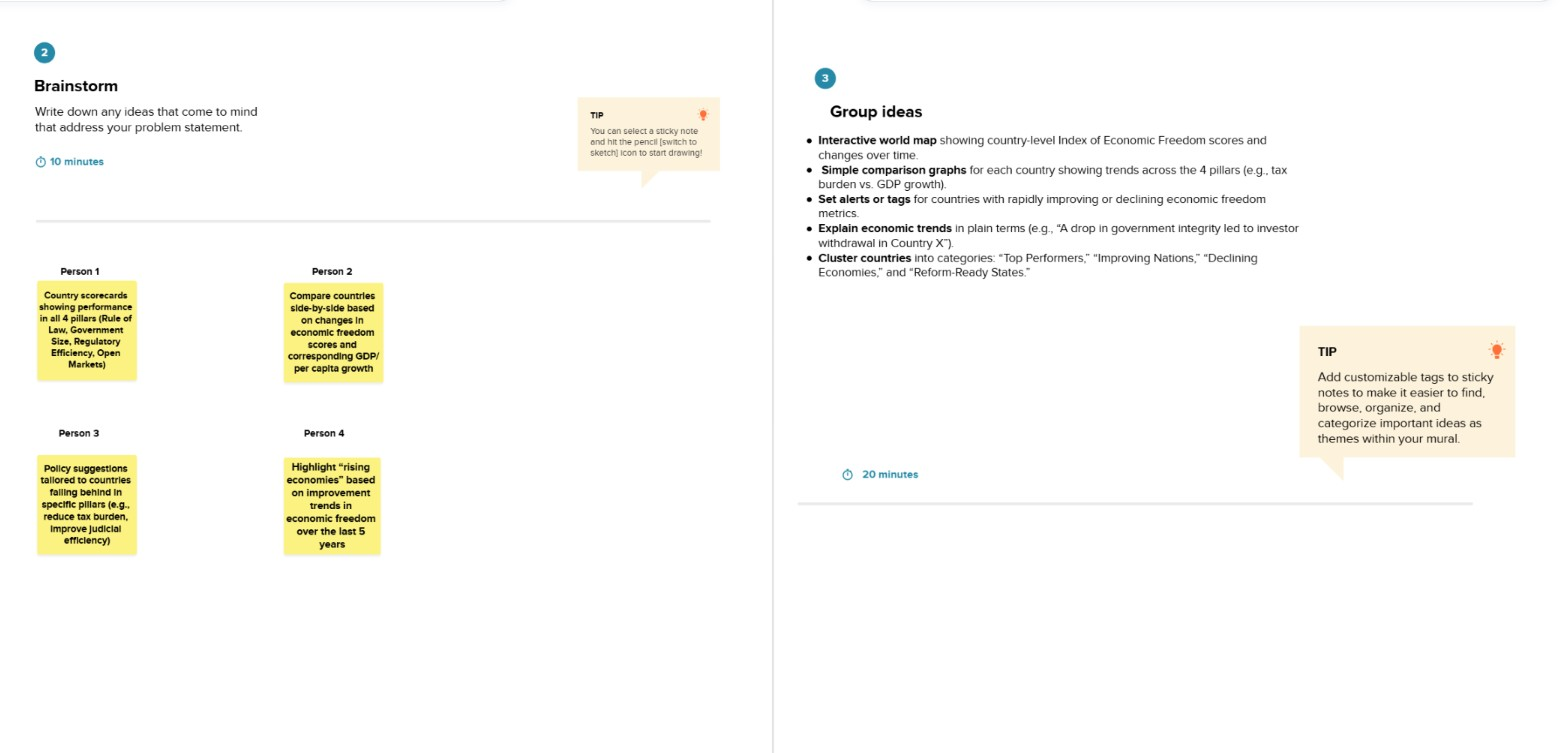 2
Brainstorm
Write down any ideas that come to mind
that address your problem statement.
10 minutes
TIP
You can select a sticky note
and hit the pencil [switch to
sketch] icon to start drawing!
Person 1
Country scorecards
showing performance
in all 4 pillars (Rule of
Law, Government
Size, Regulatory
Efficiency, Open
Markets)
Person 2
Compare countries
side-by-side based
on changes in
economic freedom
scores and
corresponding GDP/
per capita growth
Person 3
Policy suggestions
tailored to countries
falling behind in
specific pillars (e.g.,
reduce tax burden,
improve judicial
efficiency)
Person 4
Highlight “rising
economies” based
on improvement
trends in
economic freedom
over the last 5
years
3
Group ideas
• Interactive world map showing country-level Index of Economic Freedom scores and
changes over time.
• Simple comparison graphs for each country showing trends across the 4 pillars (e.g., tax
burden vs. GDP growth).
• Set alerts or tags for countries with rapidly improving or declining economic freedom
metrics.
• Explain economic trends in plain terms (e.g., “A drop in government integrity led to investor
withdrawal in Country X”).
• Cluster countries into categories: “Top Performers,” “Improving Nations,” “Declining
Economies,” and “Reform-Ready States.”
TIP
Add customizable tags to sticky
notes to make it easier to find,
browse, organize, and
categorize important ideas as
themes within your mural.
20 minutes